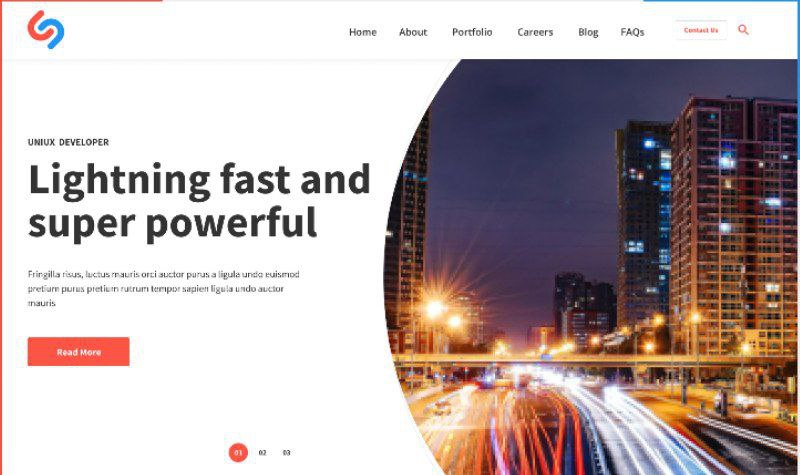 Home About Portfolio Careers Blog FAQs Contact Us
UNIUX DEVELOPER
Lightning fast and
super powerful
Fringilla risus, luctus mauris orci auctor purus a ligula undo euismod
pretium purus pretium rutrum tempor sapien ligula undo auctor
mauris
Read More
01 02 03